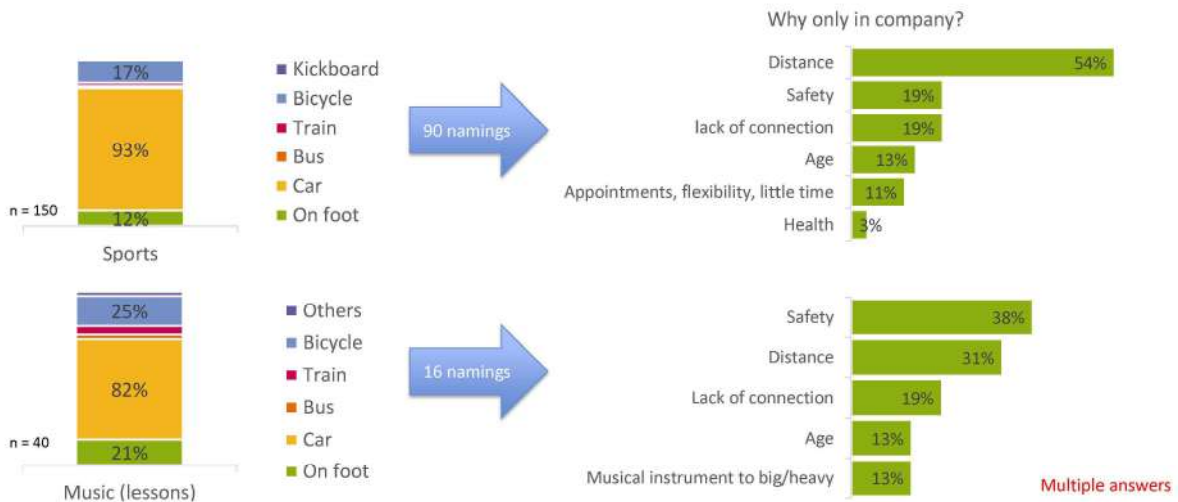 Why only in company?
17%
93%
12%
n = 150
Sports
Kickboard
Bicycle
Train
Bus
Car
On foot
90 namings
Distance
54%
Safety
19%
lack of connection
19%
Age
13%
Appointments, flexibility, little time
11%
Health
3%
25%
82%
21%
n = 40
Music (lessons)
Others
Bicycle
Train
Bus
Car
On foot
16 namings
Safety
38%
Distance
31%
Lack of connection
19%
Age
13%
Musical instrument to big/heavy
13%
Multiple answers